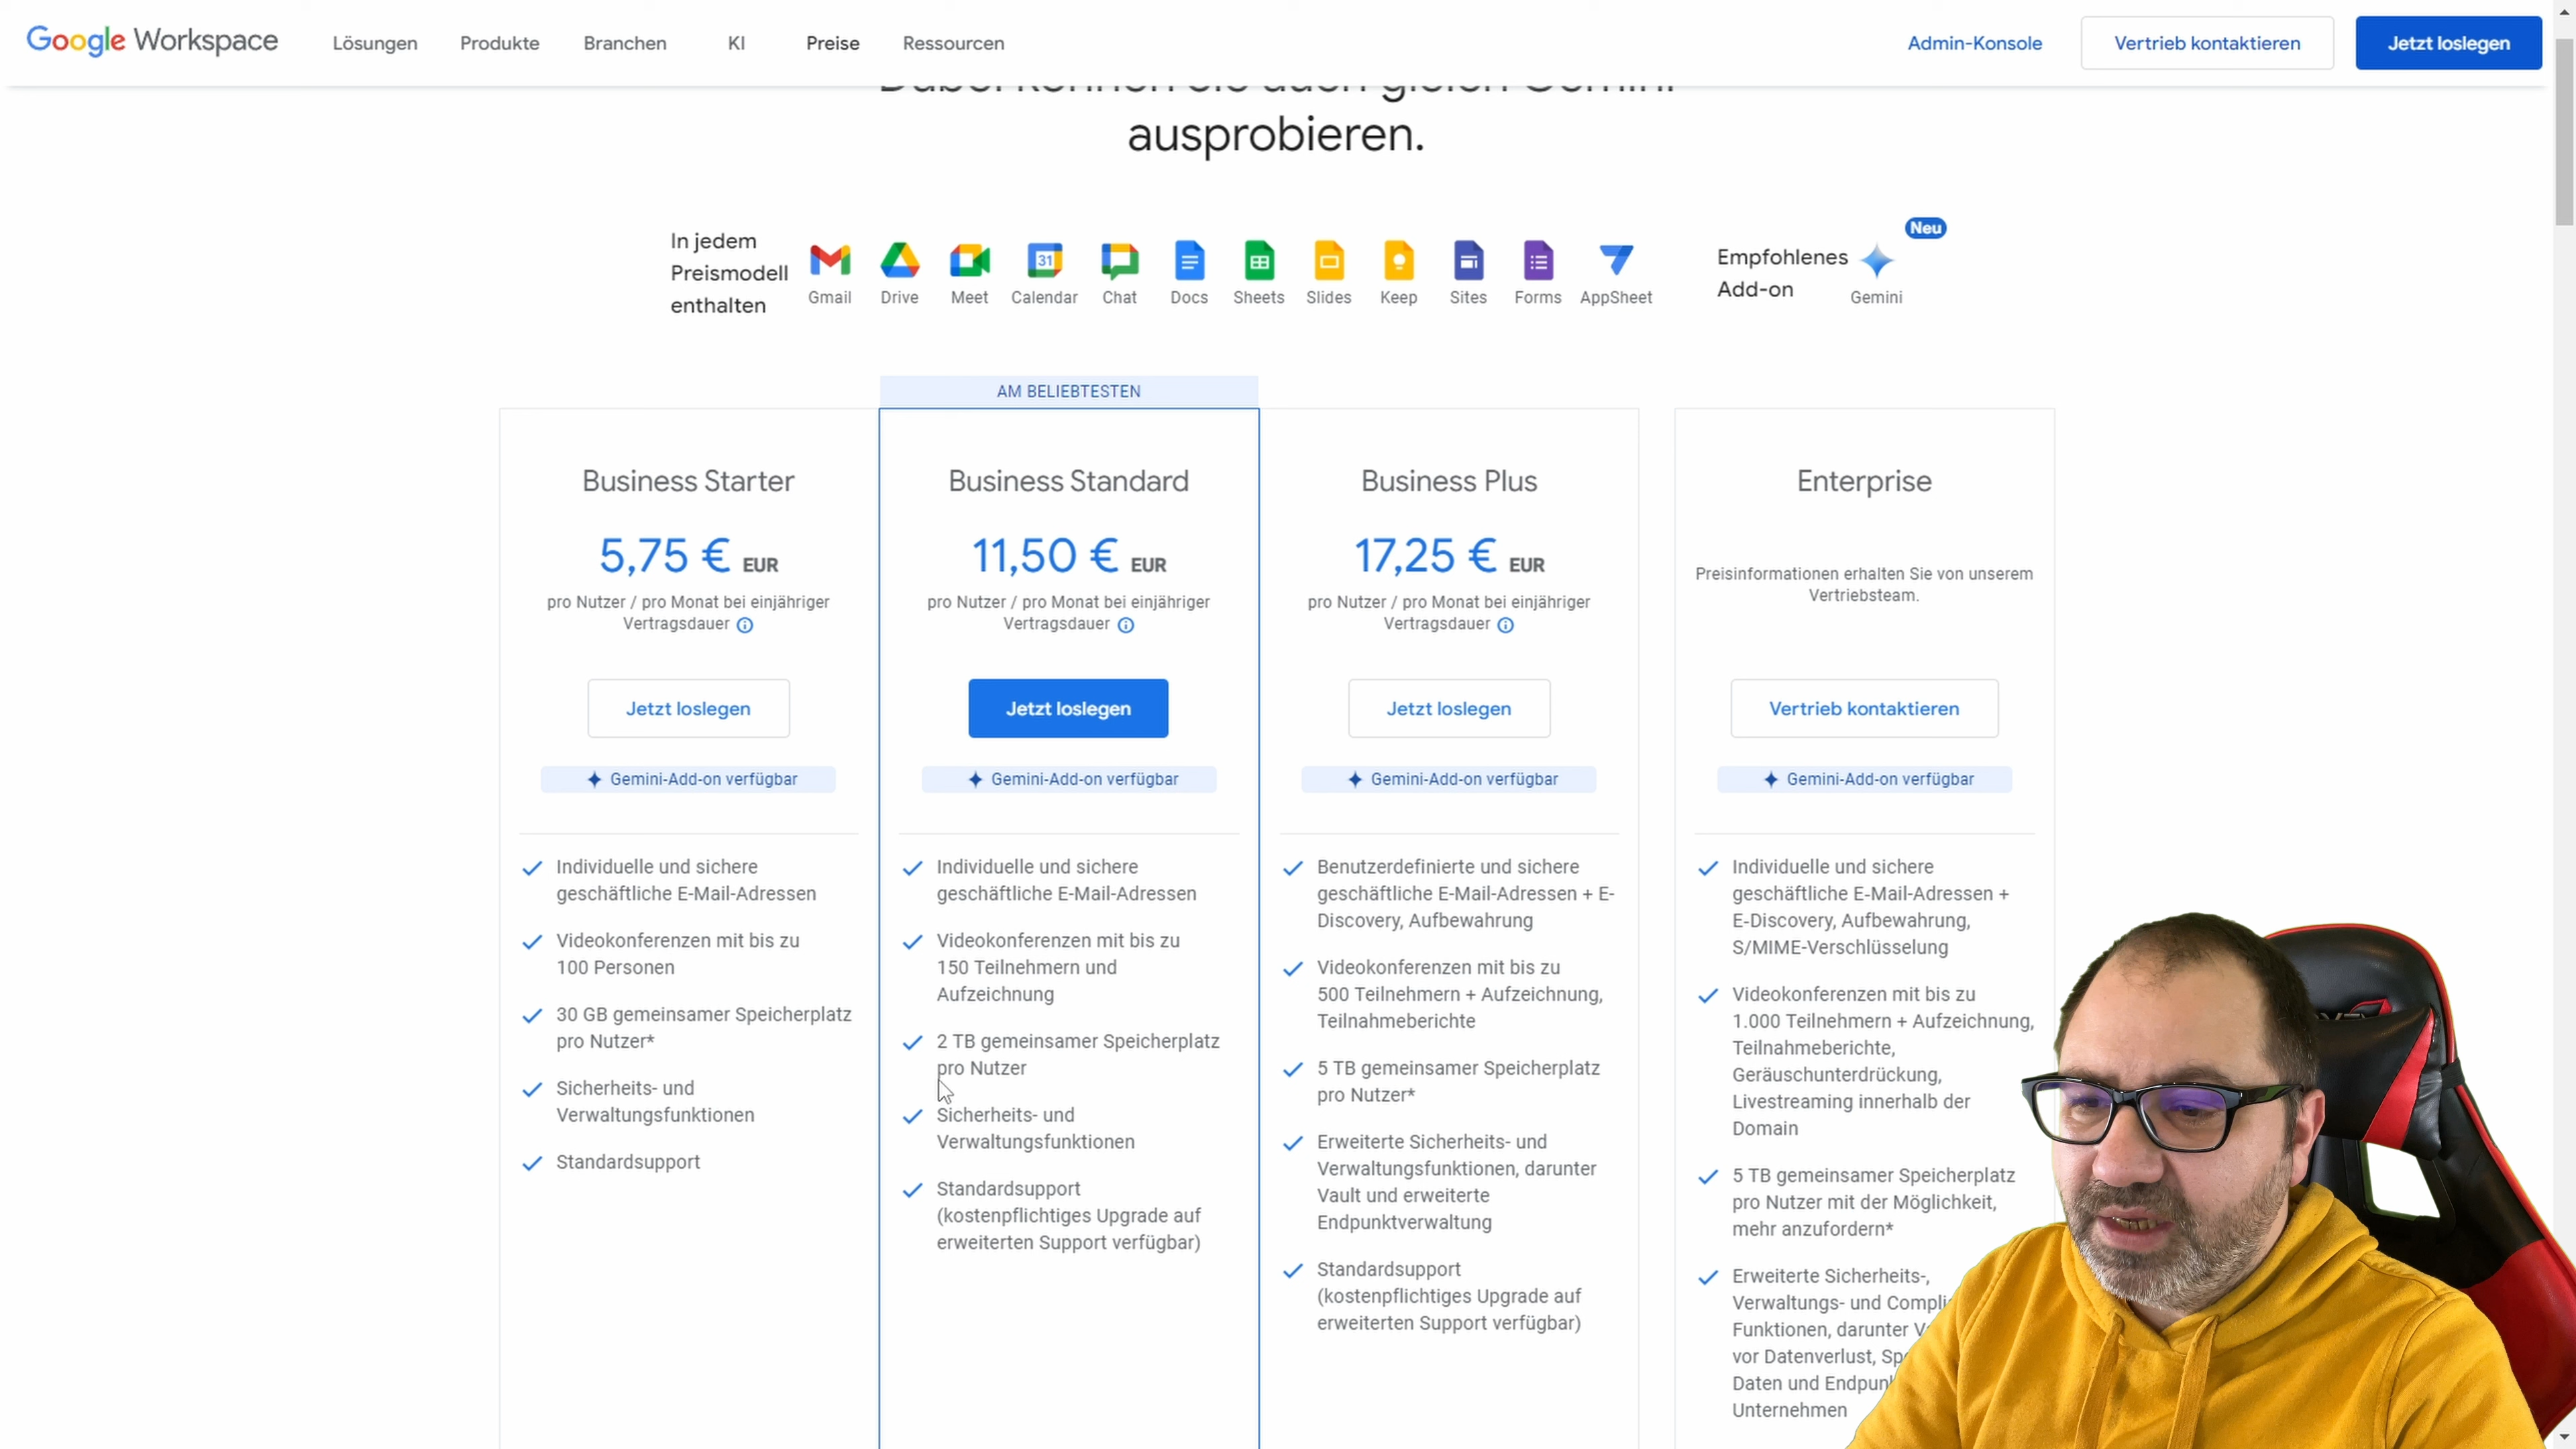 Google Workspace
Lösungen
Produkte
Branchen
KI
Preise
Ressourcen
Admin-Konsole
Vertrieb kontaktieren
Jetzt loslegen
Dabei können Sie auch gleich Gemini
ausprobieren.
In jedem
Preismodell
enthalten
Gmail
Drive
31
Meet
Calendar
Chat
Docs
Sheets
Slides
Keep
Sites
Forms
AppSheet
Empfohlenes
Add-on
Neu
Gemini
AM BELIEBTESTEN
Business Starter
5,75 € EUR
pro Nutzer / pro Monat bei einjähriger
Vertragsdauer
Jetzt loslegen
Gemini-Add-on verfügbar
Individuelle und sichere
geschäftliche E-Mail-Adressen
Videokonferenzen mit bis zu
100 Personen
30 GB gemeinsamer Speicherplatz
pro Nutzer*
Sicherheits- und
Verwaltungsfunktionen
Standardsupport
Business Standard
11,50 € EUR
pro Nutzer / pro Monat bei einjähriger
Vertragsdauer
Jetzt loslegen
Gemini-Add-on verfügbar
Individuelle und sichere
geschäftliche E-Mail-Adressen
Videokonferenzen mit bis zu
150 Teilnehmern und
Aufzeichnung
2 TB gemeinsamer Speicherplatz
pro Nutzer
Sicherheits- und
Verwaltungsfunktionen
Standardsupport
(kostenpflichtiges Upgrade auf
erweiterten Support verfügbar)
Business Plus
17,25 € EUR
pro Nutzer / pro Monat bei einjähriger
Vertragsdauer
Jetzt loslegen
Gemini-Add-on verfügbar
Benutzerdefinierte und sichere
geschäftliche E-Mail-Adressen + E-
Discovery, Aufbewahrung
Videokonferenzen mit bis zu
500 Teilnehmern + Aufzeichnung,
Teilnahmeberichte
5 TB gemeinsamer Speicherplatz
pro Nutzer*
Erweiterte Sicherheits- und
Verwaltungsfunktionen, darunter
Vault und erweiterte
Endpunktverwaltung
Standardsupport
(kostenpflichtiges Upgrade auf
erweiterten Support verfügbar)
Enterprise
Preisinformationen erhalten Sie von unserem
Vertriebsteam.
Vertrieb kontaktieren
Gemini-Add-on verfügbar
Individuelle und sichere
geschäftliche E-Mail-Adressen +
E-Discovery, Aufbewahrung,
S/MIME-Verschlüsselung
Videokonferenzen mit bis zu
1.000 Teilnehmern + Aufzeichnung,
Teilnahmeberichte,
Geräuschunterdrückung,
Livestreaming innerhalb der
Domain
5 TB gemeinsamer Speicherplatz
pro Nutzer mit der Möglichkeit,
mehr anzufordern*
Erweiterte Sicherheits-,
Verwaltungs- und Compli
Funktionen, darunter V
vor Datenverlust, Sp
Daten und Endpun
Unternehmen